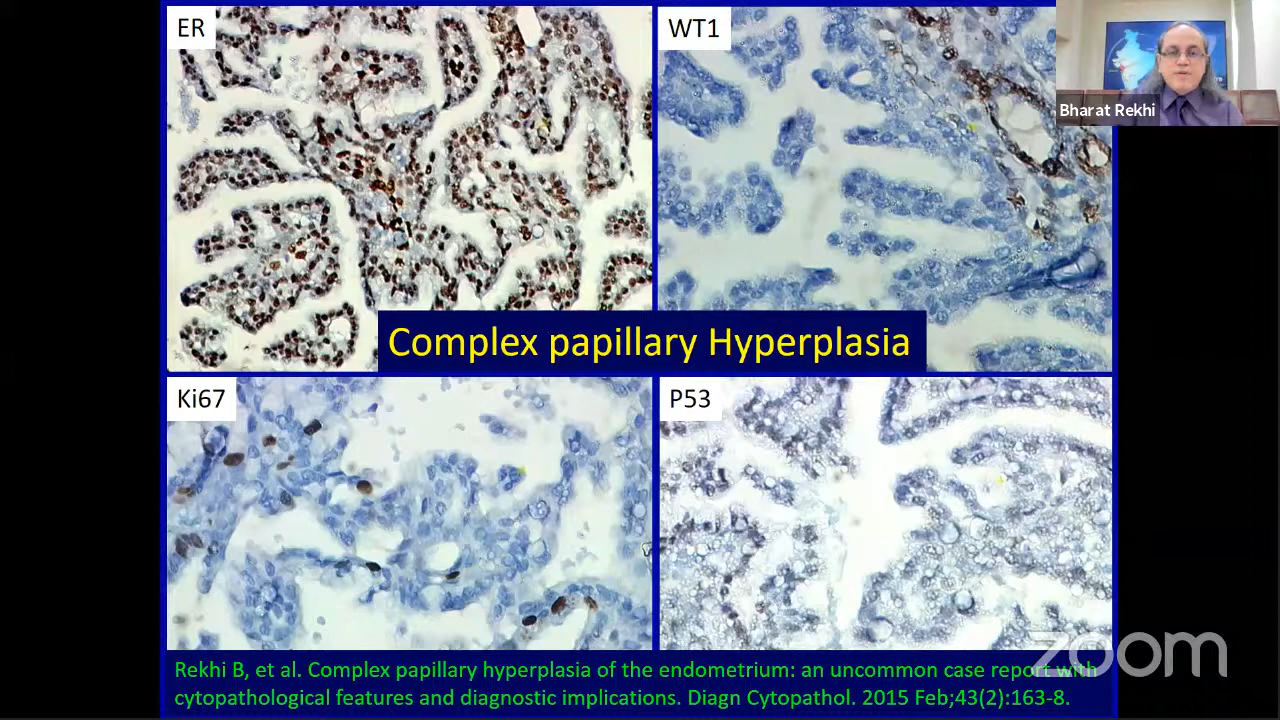 ER
WT1
Bharat Rekhi
Complex papillary Hyperplasia
Ki67
P53
Rekhi B, et al. Complex papillary hyperplasia of the endometrium: an uncommon case report with
cytopathological features and diagnostic implications. Diagn Cytopathol. 2015 Feb;43(2):163-8.
zoom